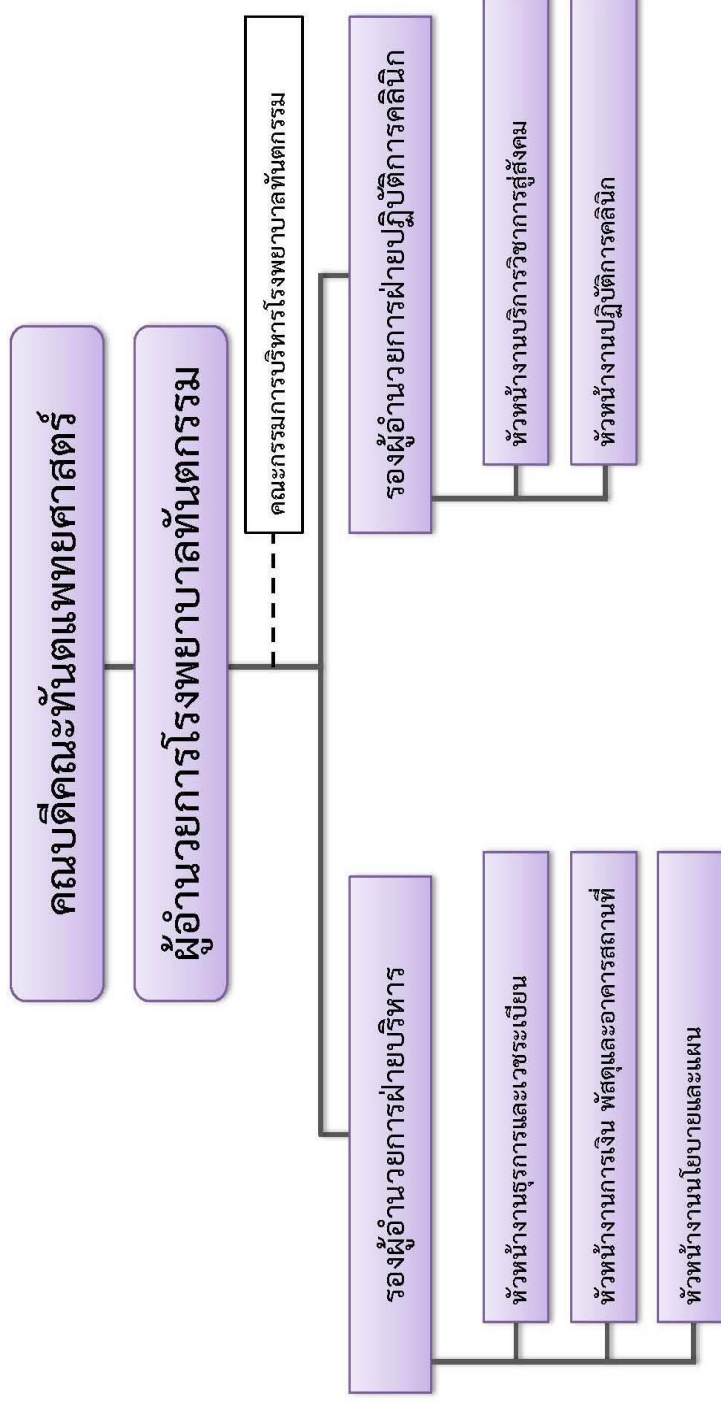 คณบดีคณะทันตแพทยศาสตร์
ผู้อำนวยการโรงพยาบาลทันตกรรม
คณะกรรมการบริหารโรงพยาบาลทันตกรรม
รองผู้อำนวยการฝ่ายบริหาร
หัวหน้างานธุรการและเวชระเบียน
หัวหน้างานการเงิน พัสดุและอาคารสถานที่
หัวหน้างานนโยบายและแผน
รองผู้อำนวยการฝ่ายปฏิบัติการคลินิก
หัวหน้างานบริการวิชาการสู่สังคม
หัวหน้างานปฏิบัติการคลินิก